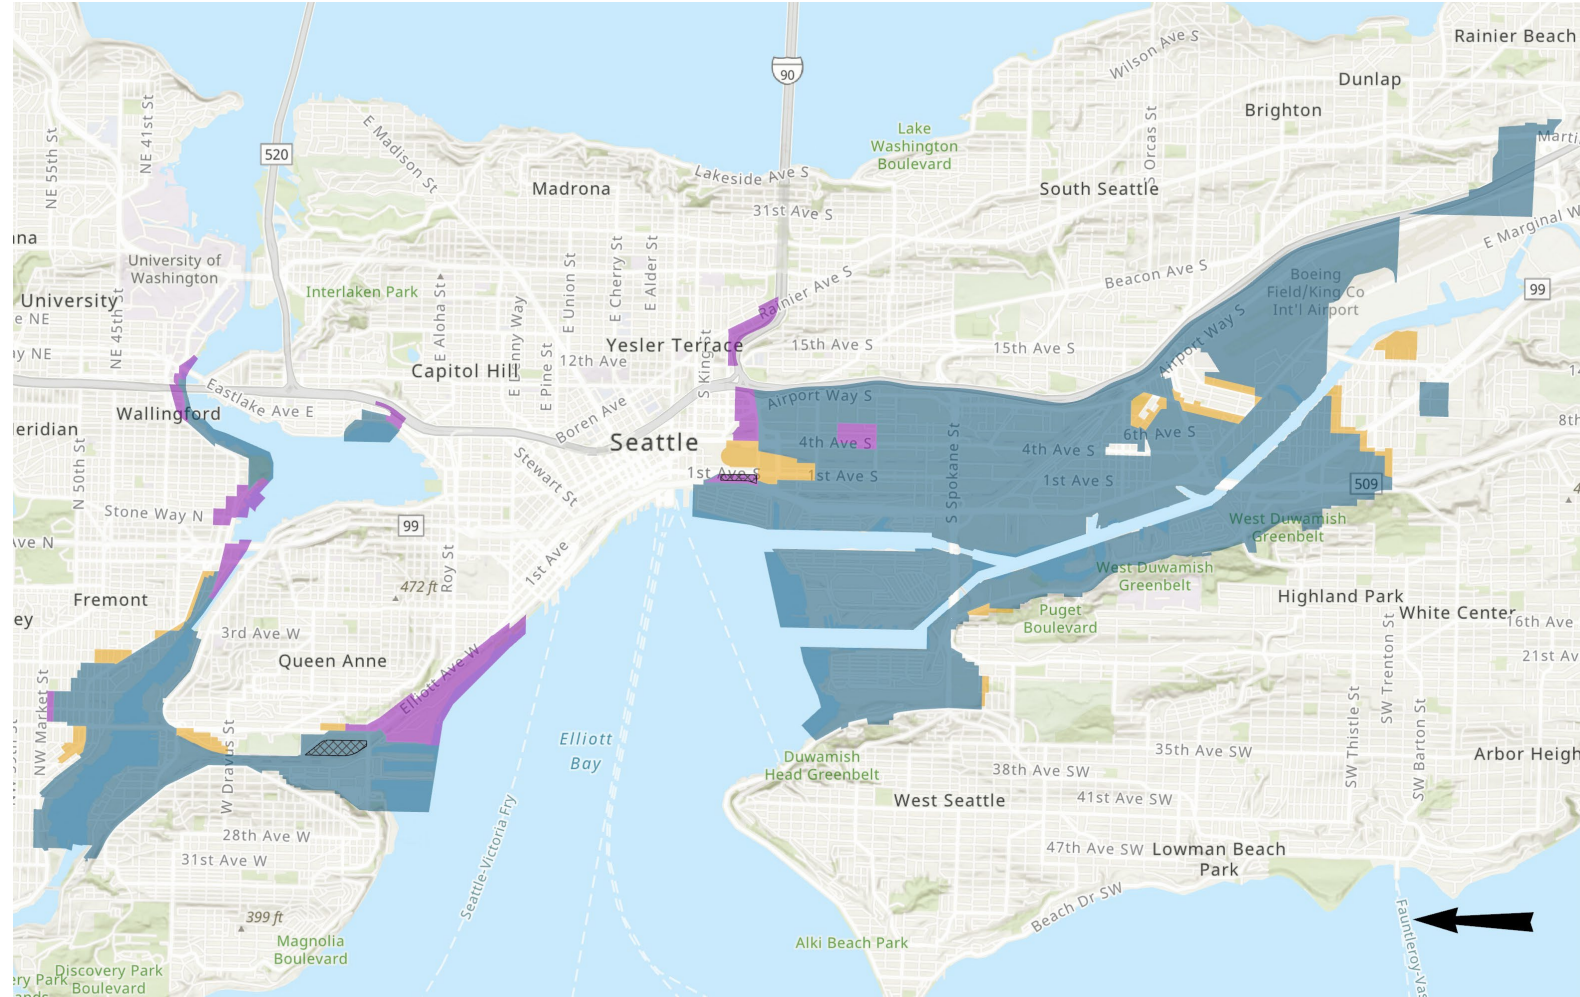 Rainier Beach
Wilson Ave S
90
Dunlap
Brighton
NE 41st St
NE 55th St
520
E Madison St
Lake
Washington
Boulevard
S Orcas St
Lakeside Ave S
Madrona
South Seattle
31st Ave S
E Marginal W
University of
Washington
Interlaken Park
University
NE 45th St
E Aloha St
E Denny Way
E Union St
E Cherry St
E Alder St
Rainier Ave S
Beacon Ave S
Boeing
Field/King Co
Int'l Airport
99
Airport Way S
Yesler Terrace
S King St
15th Ave S
15th Ave S
12th Ave
E Pine St
Capitol Hill
Eastlake Ave E
Wallingford
Boren Ave
Airport Way S
Seattle
4th Ave S
4th Ave S
6th Ave S
1st Ave S
1st Ave S
1st Ave S
S Spokane St
509
Stewart St
N 50th St
Stone Way N
99
West Duwamish
Greenbelt
West Duwamish
Greenbelt
1st Ave
Roy St
472 ft
Fremont
Puget
Boulevard
Highland Park
White Center
16th Ave
3rd Ave W
Queen Anne
Elliott Ave W
NW Market St
W Dravus St
21st Av
SW Trenton St
SW Thistle St
SW Barton St
Elliott
Bay
Duwamish
Head Greenbelt
35th Ave SW
38th Ave SW
41st Ave SW
Arbor Heigh
West Seattle
28th Ave W
31st Ave W
47th Ave SW
Lowman Beach
Park
Seattle-Victoria Fry
Beach Dr SW
399 ft
Magnolia
Boulevard
Alki Beach Park
Discovery Park
Boulevard
Fauntleroy-Vas